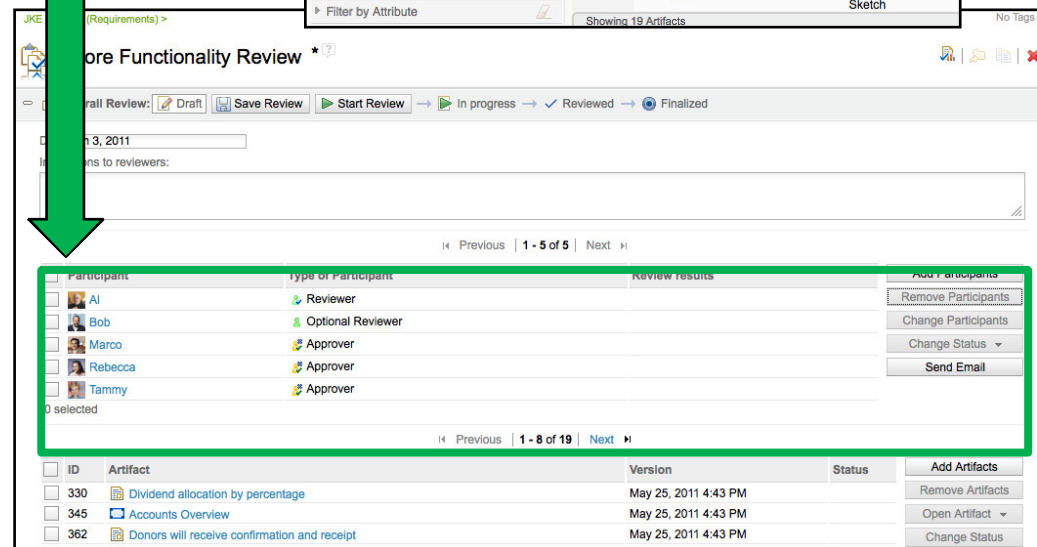 Sketch
Filter by Attribute
Showing 19 Artifacts
JKE (Requirements) > No Tags
ore Functionality Review * ?
rall Review: Draft Save Review Start Review → In progress → Reviewed → Finalized
3, 2011
ns to reviewers:
Previous | 1 - 5 of 5 | Next
Participant Type of Participant Review results Add Participants
Al Reviewer Remove Participants
Bob Optional Reviewer Change Participants
Marco Approver Change Status
Rebecca Approver Send Email
Tammy Approver
0 selected
Previous | 1 - 8 of 19 | Next
ID Artifact Version Status Add Artifacts
330 Dividend allocation by percentage May 25, 2011 4:43 PM Remove Artifacts
345 Accounts Overview May 25, 2011 4:43 PM Open Artifact
362 Donors will receive confirmation and receipt May 25, 2011 4:43 PM Change Status